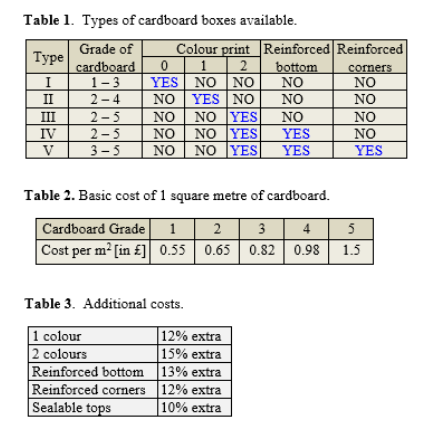 Table 1. Types of cardboard boxes available.
Type Grade of cardboard Colour print Reinforced bottom Reinforced corners
0 1 2
I 1 – 3 YES NO NO NO NO
II 2 – 4 NO YES NO NO NO
III 2 – 5 NO NO YES NO NO
IV 2 – 5 NO NO YES YES NO
V 3 – 5 NO NO YES YES YES
Table 2. Basic cost of 1 square metre of cardboard.
Cardboard Grade 1 2 3 4 5
Cost per m² [in £] 0.55 0.65 0.82 0.98 1.5
Table 3. Additional costs.
1 colour 12% extra
2 colours 15% extra
Reinforced bottom 13% extra
Reinforced corners 12% extra
Sealable tops 10% extra